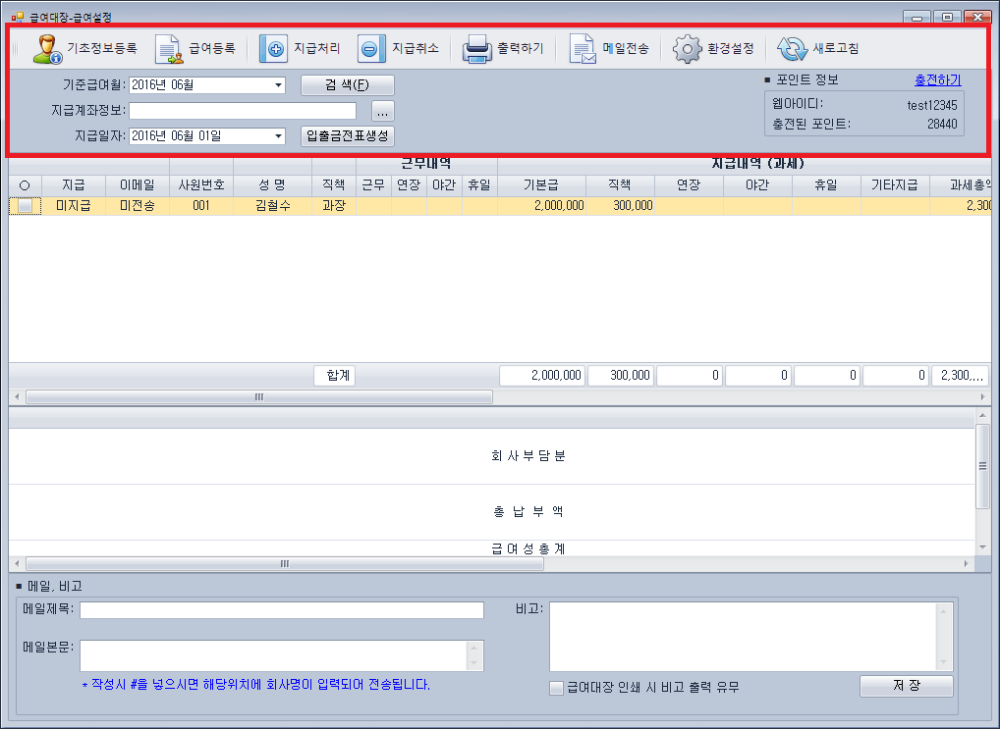 급여대장-급여설정
기초정보등록 급여등록 지급처리 지급취소 출력하기 메일전송 환경설정 새로고침
기준급여월: 2016년 06월 검 색(F) ■ 포인트 정보 충전하기
지급계좌정보: ... 웹아이디: test12345
지급일자: 2016년 06월 01일 입출금전표생성 충전된 포인트: 28440
근무내역 지급내역 (과세)
지급 이메일 사원번호 성 명 직책 근무 연장 야간 휴일 기본급 직책 연장 야간 휴일 기타지급 과세총액
미지급 미전송 001 김철수 과장 2,000,000 300,000 2,300
합계 2,000,000 300,000 0 0 0 0 2,300,...
회 사 부 담 분
총 납 부 액
급 여 성 총 계
■ 메일, 비고
메일제목: 비고:
메일본문:
* 작성시 #을 넣으시면 해당위치에 회사명이 입력되어 전송됩니다.
급여대장 인쇄 시 비고 출력 유무 저 장